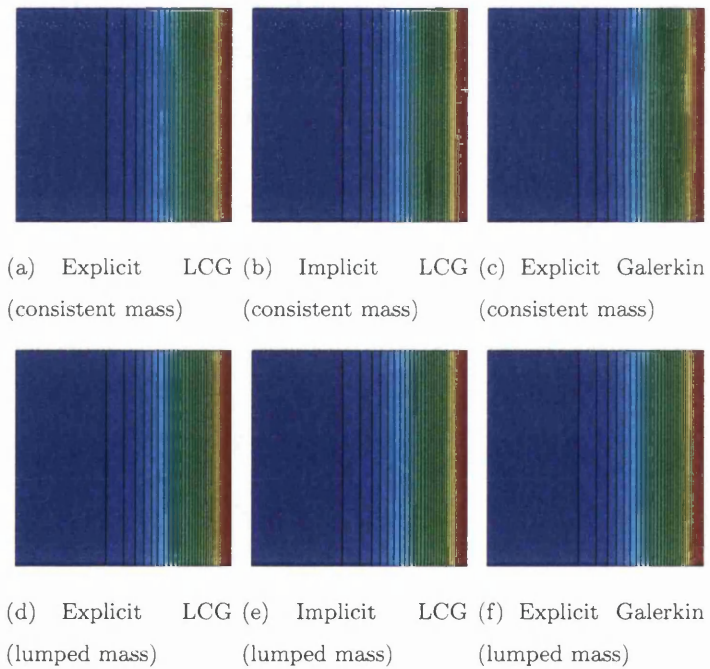 (a) Explicit LCG (consistent mass)
(b) Implicit LCG (consistent mass)
(c) Explicit Galerkin (consistent mass)
(d) Explicit LCG (lumped mass)
(e) Implicit LCG (lumped mass)
(f) Explicit Galerkin (lumped mass)